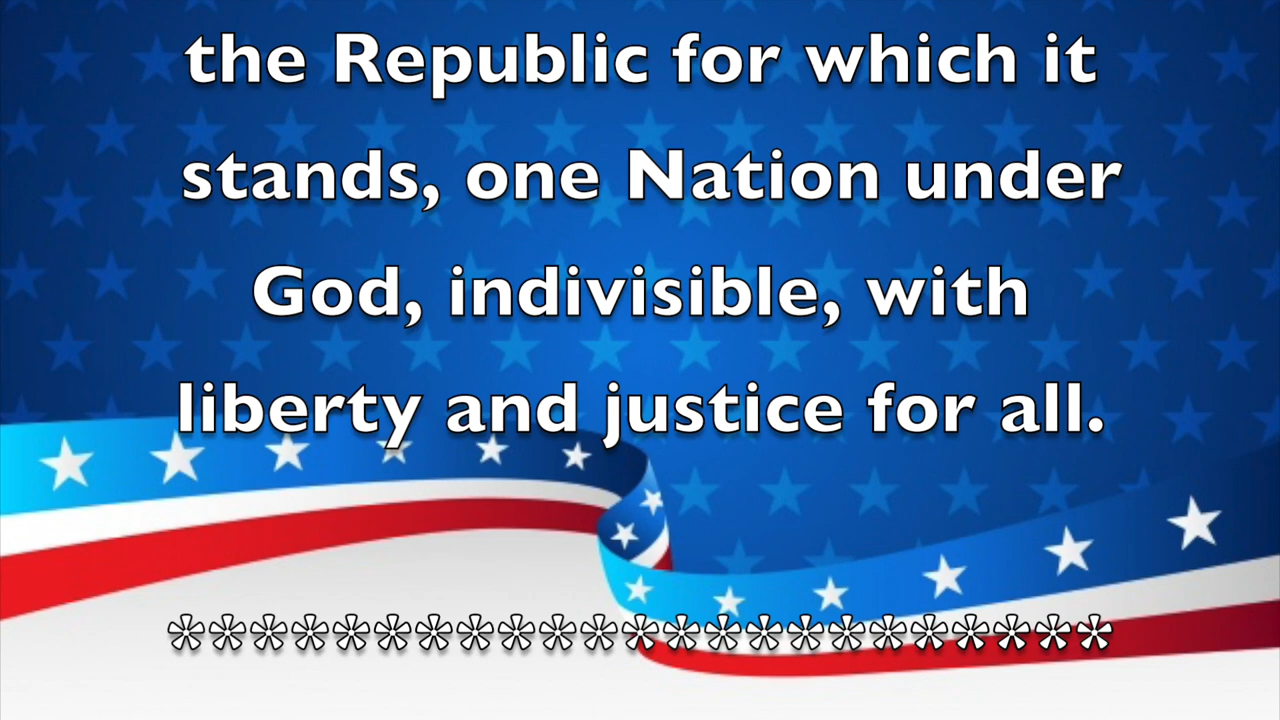 the Republic for which it
stands, one Nation under
God, indivisible, with
liberty and justice for all.
***********************